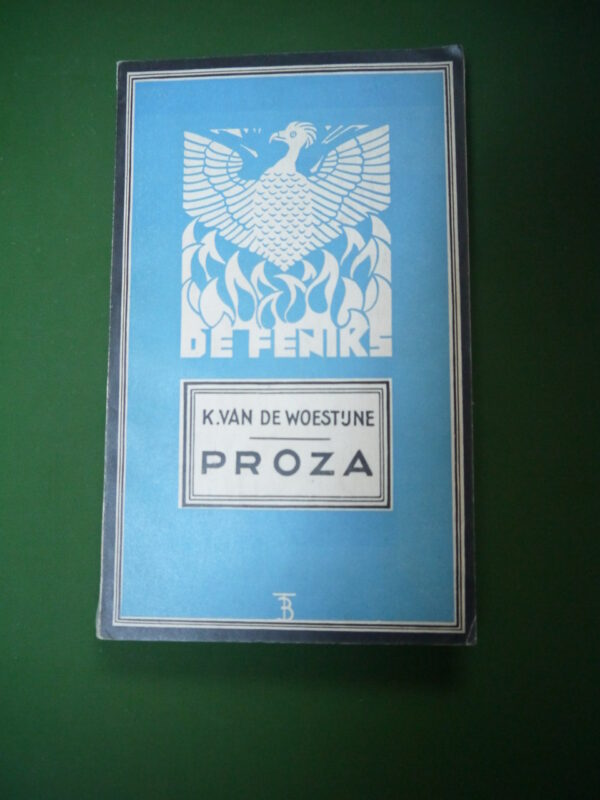 DE FENIKS
K. VAN DE WOESTIJNE
PROZA